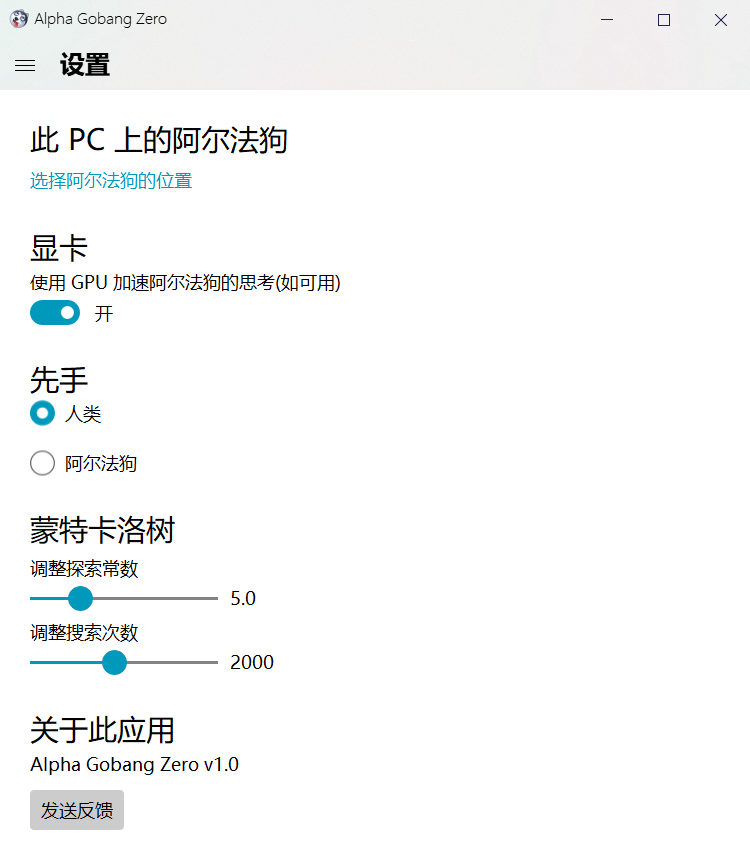 Alpha Gobang Zero
设置
此 PC 上的阿尔法狗
选择阿尔法狗的位置
显卡
使用 GPU 加速阿尔法狗的思考(如可用)
开
先手
人类
阿尔法狗
蒙特卡洛树
调整探索常数
5.0
调整搜索次数
2000
关于此应用
Alpha Gobang Zero v1.0
发送反馈